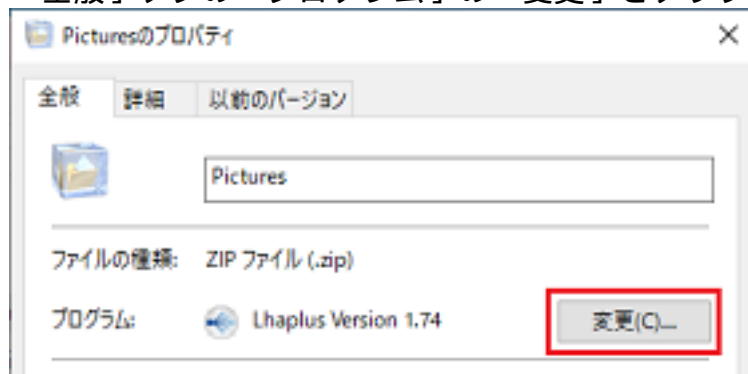 Picturesのプロパティ
全般 詳細 以前のバージョン
Pictures
ファイルの種類: ZIP ファイル (.zip)
プログラム: Lhaplus Version 1.74 変更(C)...